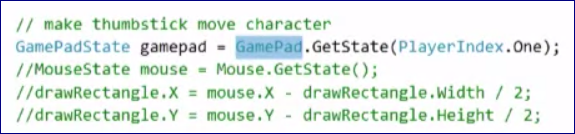 // make thumbstick move character
GamePadState gamepad = GamePad.GetState(PlayerIndex.One);
//MouseState mouse = Mouse.GetState();
//drawRectangle.X = mouse.X - drawRectangle.Width / 2;
//drawRectangle.Y = mouse.Y - drawRectangle.Height / 2;